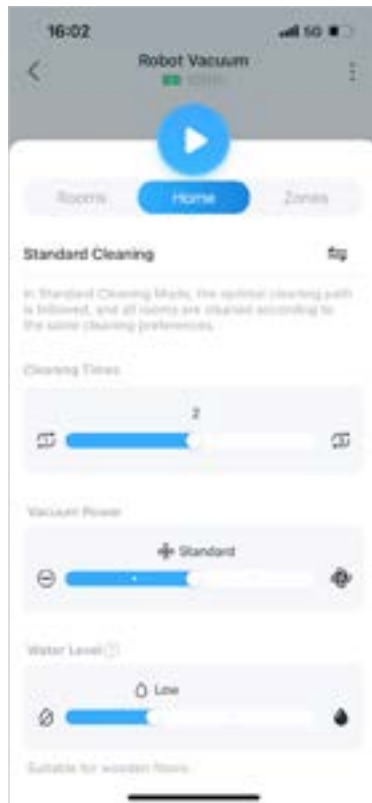 16:02
5G
Robot Vacuum
Rooms
Home
Zones
Standard Cleaning
In Standard Cleaning Mode, the optimal cleaning path
is followed, and all rooms are cleaned according to
the same cleaning preferences.
Cleaning Times
2
Vacuum Power
Standard
Water Level
Low
Suitable for wooden floors